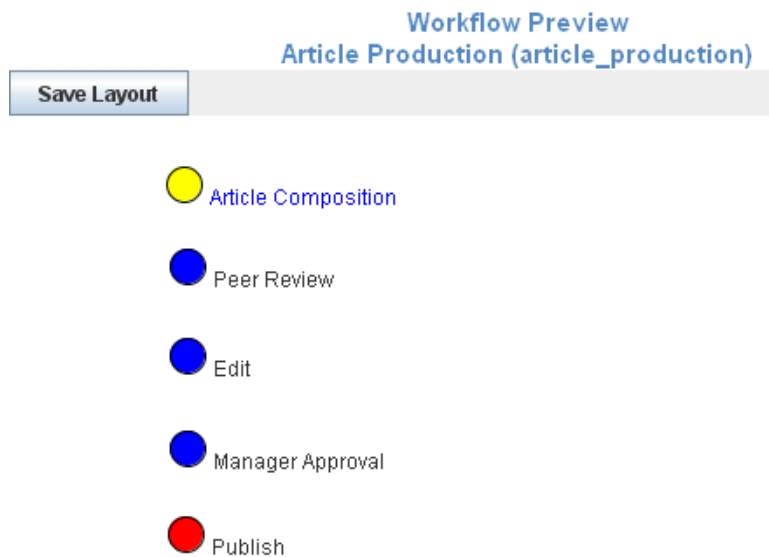 Workflow Preview
Article Production (article_production)
Save Layout
Article Composition
Peer Review
Edit
Manager Approval
Publish